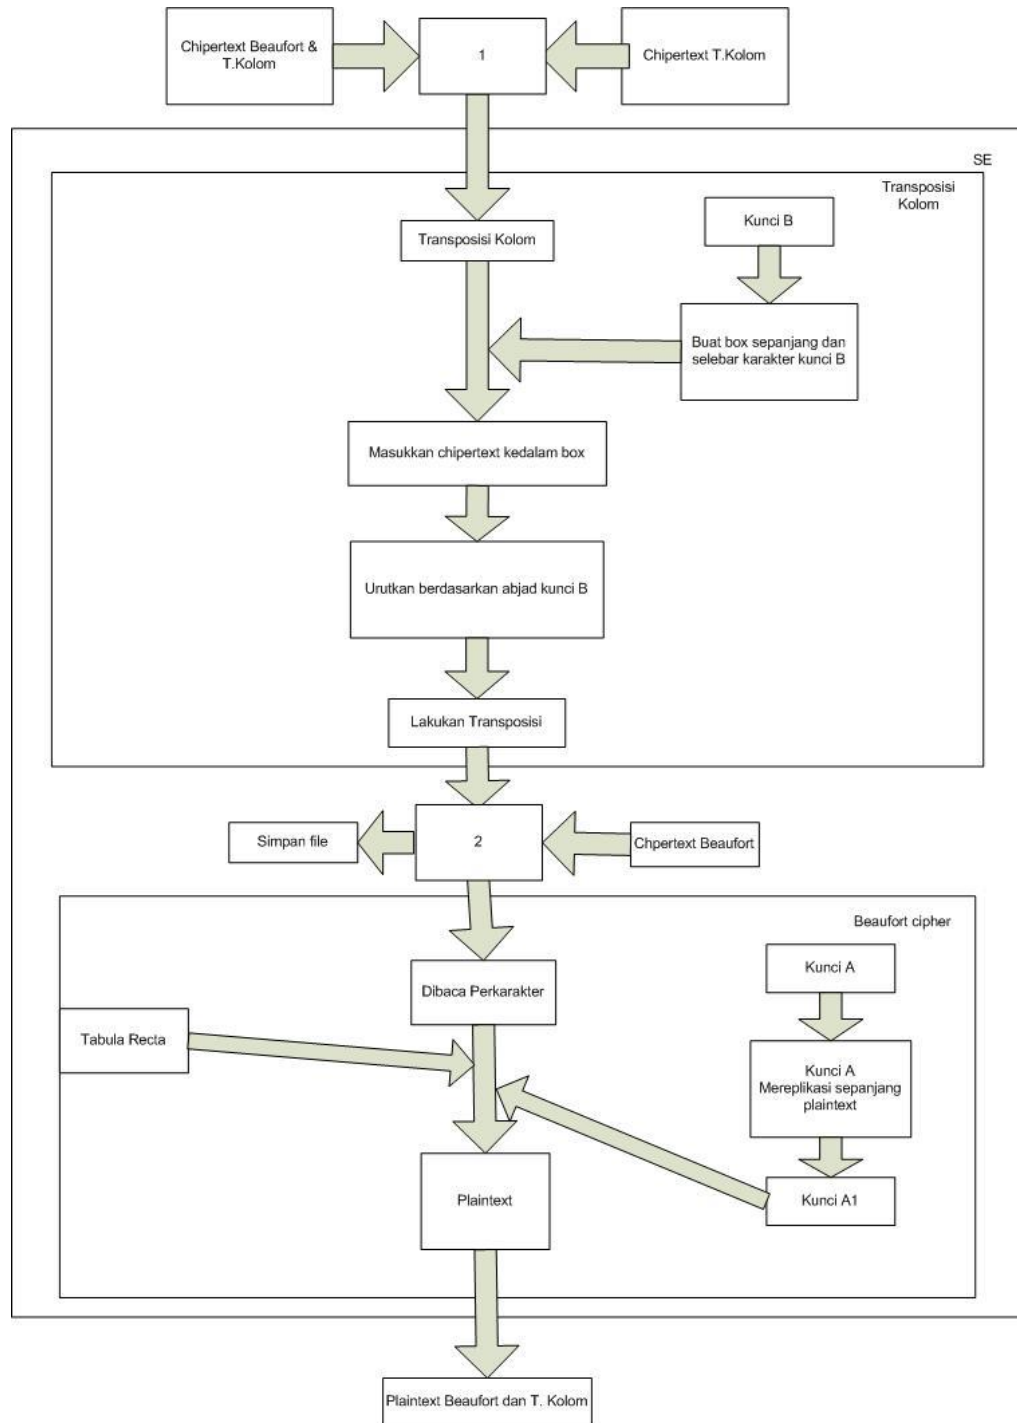 Chipertext Beaufort &
T.Kolom
1
Chipertext T.Kolom
SE
Transposisi
Kolom
Transposisi Kolom
Kunci B
Buat box sepanjang dan
selebar karakter kunci B
Masukkan chipertext kedalam box
Urutkan berdasarkan abjad kunci B
Lakukan Transposisi
Simpan file
2
Chpertext Beaufort
Beaufort cipher
Dibaca Perkarakter
Kunci A
Tabula Recta
Kunci A
Mereplikasi sepanjang
plaintext
Plaintext
Kunci A1
Plaintext Beaufort dan T. Kolom